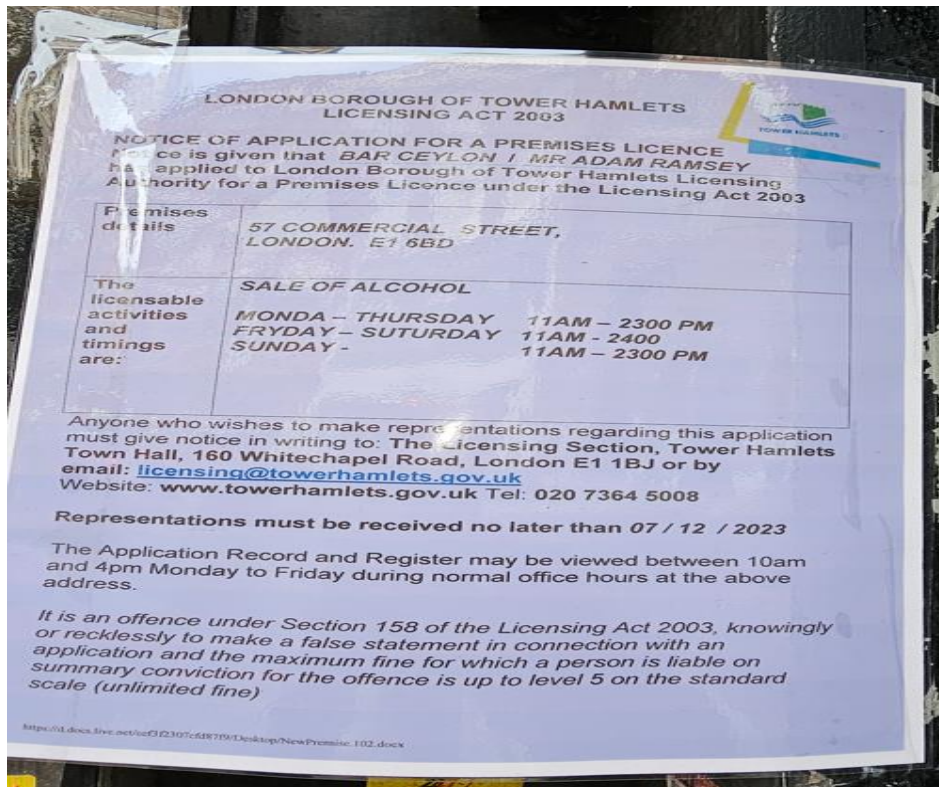 LONDON BOROUGH OF TOWER HAMLETS
LICENSING ACT 2003
TOWER HAMLETS
NOTICE OF APPLICATION FOR A PREMISES LICENCE
Notice is given that BAR CEYLON / MR ADAM RAMSEY
has applied to London Borough of Tower Hamlets Licensing
Authority for a Premises Licence under the Licensing Act 2003
Premises
details
57 COMMERCIAL STREET,
LONDON. E1 6BD
The
licensable
activities
and
timings
are:
SALE OF ALCOHOL
MONDA – THURSDAY 11AM – 2300 PM
FRYDAY – SUTURDAY 11AM - 2400
SUNDAY - 11AM – 2300 PM
Anyone who wishes to make representations regarding this application
must give notice in writing to: The Licensing Section, Tower Hamlets
Town Hall, 160 Whitechapel Road, London E1 1BJ or by
email: licensing@towerhamlets.gov.uk
Website: www.towerhamlets.gov.uk Tel: 020 7364 5008
Representations must be received no later than 07 / 12 / 2023
The Application Record and Register may be viewed between 10am
and 4pm Monday to Friday during normal office hours at the above
address.
It is an offence under Section 158 of the Licensing Act 2003, knowingly
or recklessly to make a false statement in connection with an
application and the maximum fine for which a person is liable on
summary conviction for the offence is up to level 5 on the standard
scale (unlimited fine)